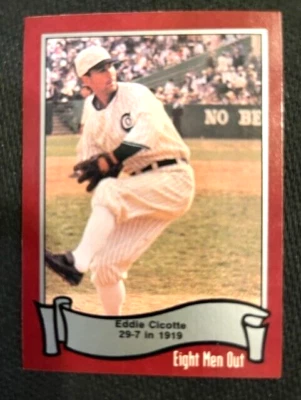 C
NO BE
Eddie Cicotte
29-7 in 1919
Eight Men Out